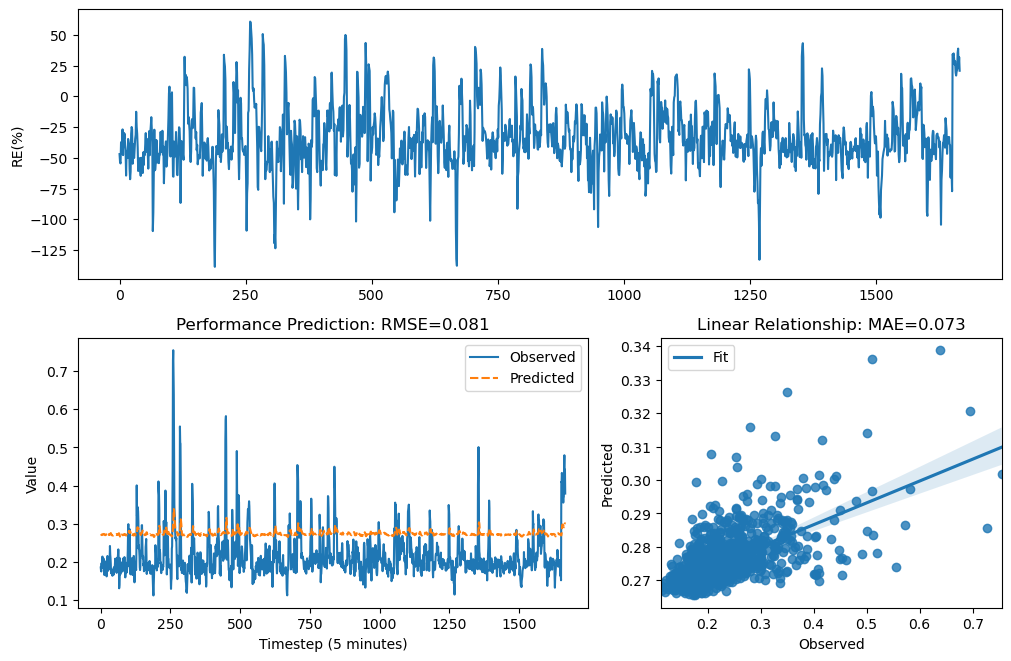 RE(%)
50
25
0
−25
−50
−75
−100
−125
0 250 500 750 1000 1250 1500
Performance Prediction: RMSE=0.081
Value
0.7
0.6
0.5
0.4
0.3
0.2
0.1
Observed
Predicted
0 250 500 750 1000 1250 1500
Timestep (5 minutes)
Linear Relationship: MAE=0.073
Predicted
0.34
0.33
0.32
0.31
0.30
0.29
0.28
0.27
Fit
0.2 0.3 0.4 0.5 0.6 0.7
Observed